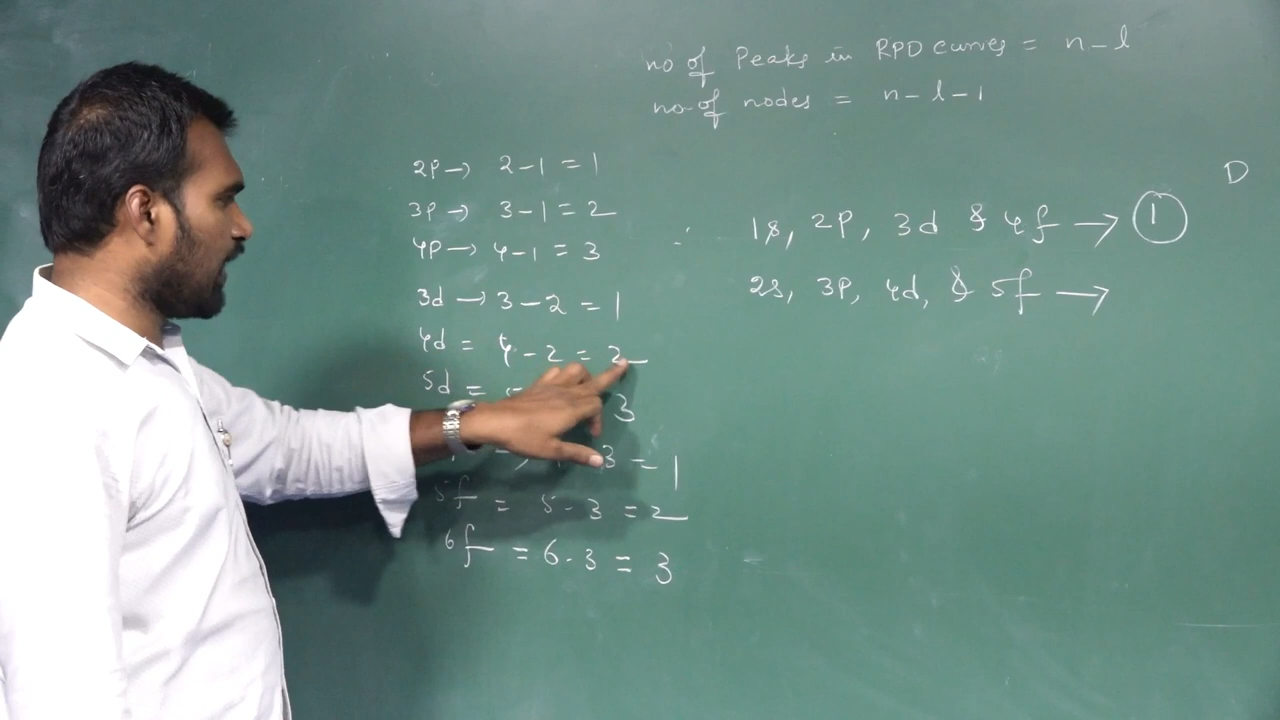 no of Peaks in RPD curves = n - l
no of nodes = n - l - 1
2P → 2 - 1 = 1
3P → 3 - 1 = 2
4P → 4 - 1 = 3
3d → 3 - 2 = 1
4d = 4 - 2 = 2
5d = 3
→ 3 = 1
5f = 5 - 3 = 2
6f = 6 - 3 = 3
∴ 1s, 2P, 3d & 4f → 1
2s, 3P, 4d, & 5f →
D